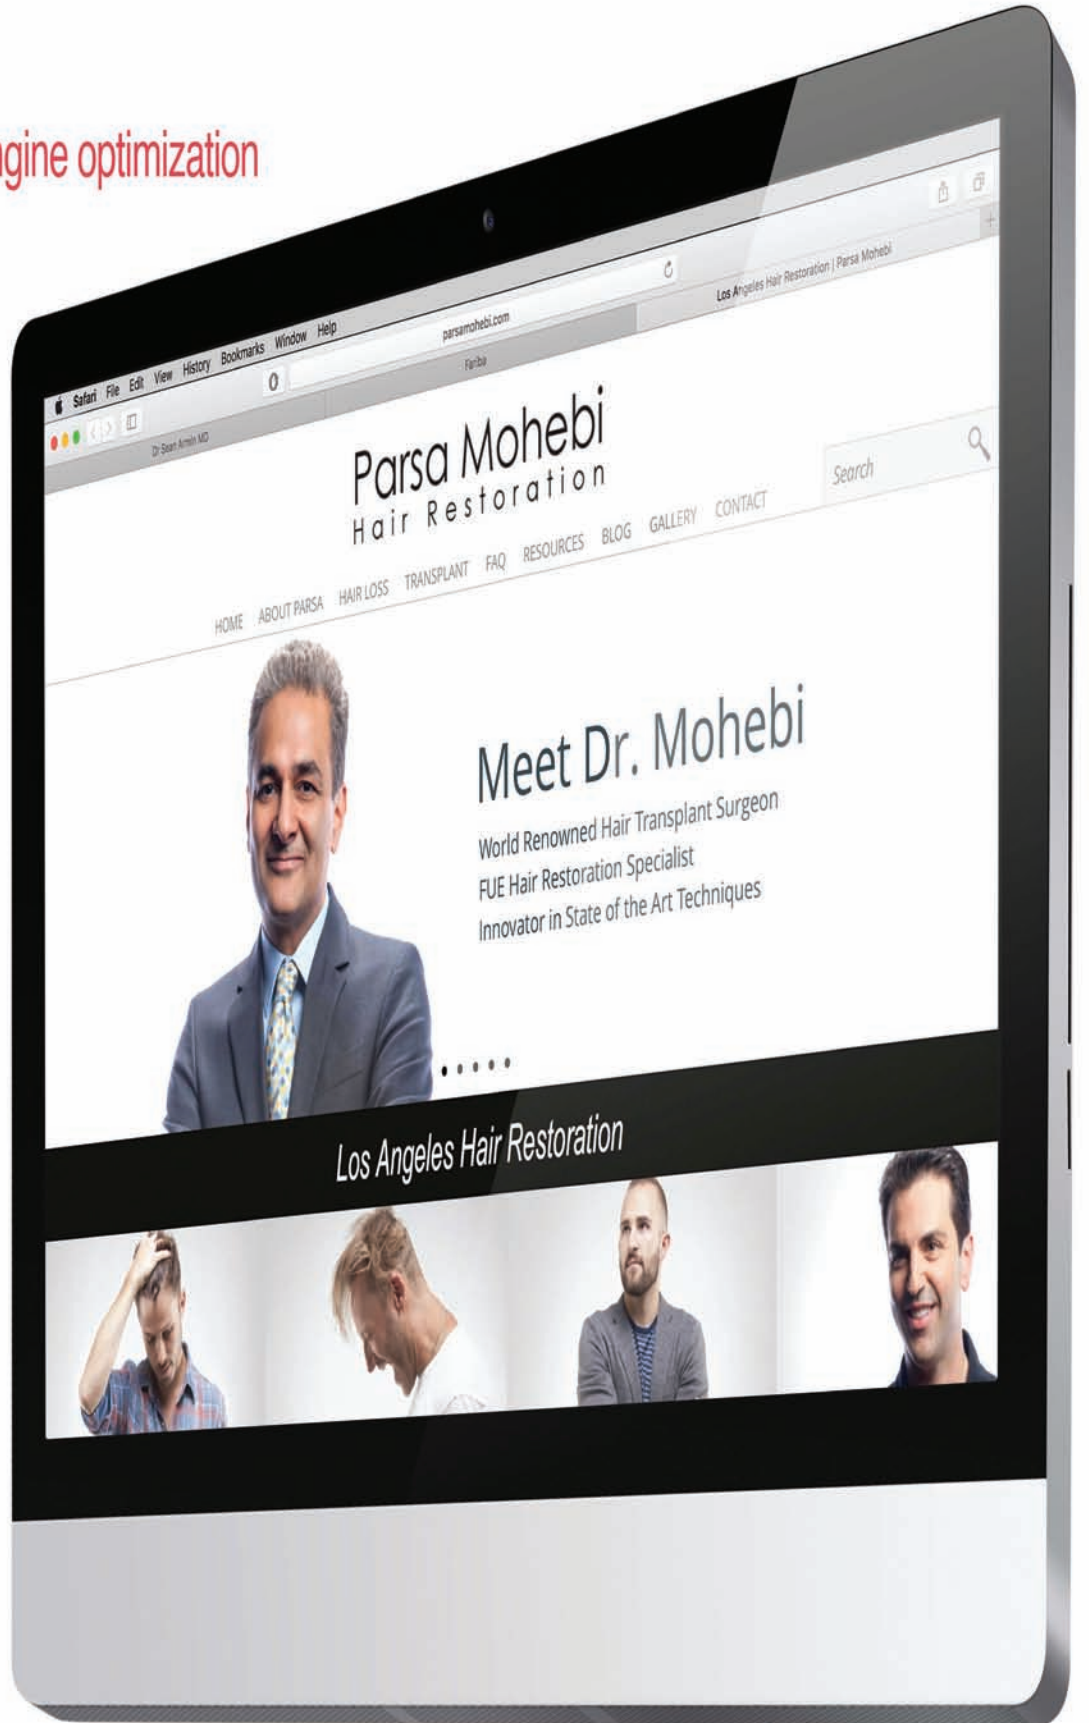 ngine optimization
Safari File Edit View History Bookmarks Window Help
parsamohebi.com
Dr Sean Armin MD
Fariba
Los Angeles Hair Restoration | Parsa Mohebi
Parsa Mohebi
Hair Restoration
Search
HOME ABOUT PARSA HAIR LOSS TRANSPLANT FAQ RESOURCES BLOG GALLERY CONTACT
Meet Dr. Mohebi
World Renowned Hair Transplant Surgeon
FUE Hair Restoration Specialist
Innovator in State of the Art Techniques
Los Angeles Hair Restoration